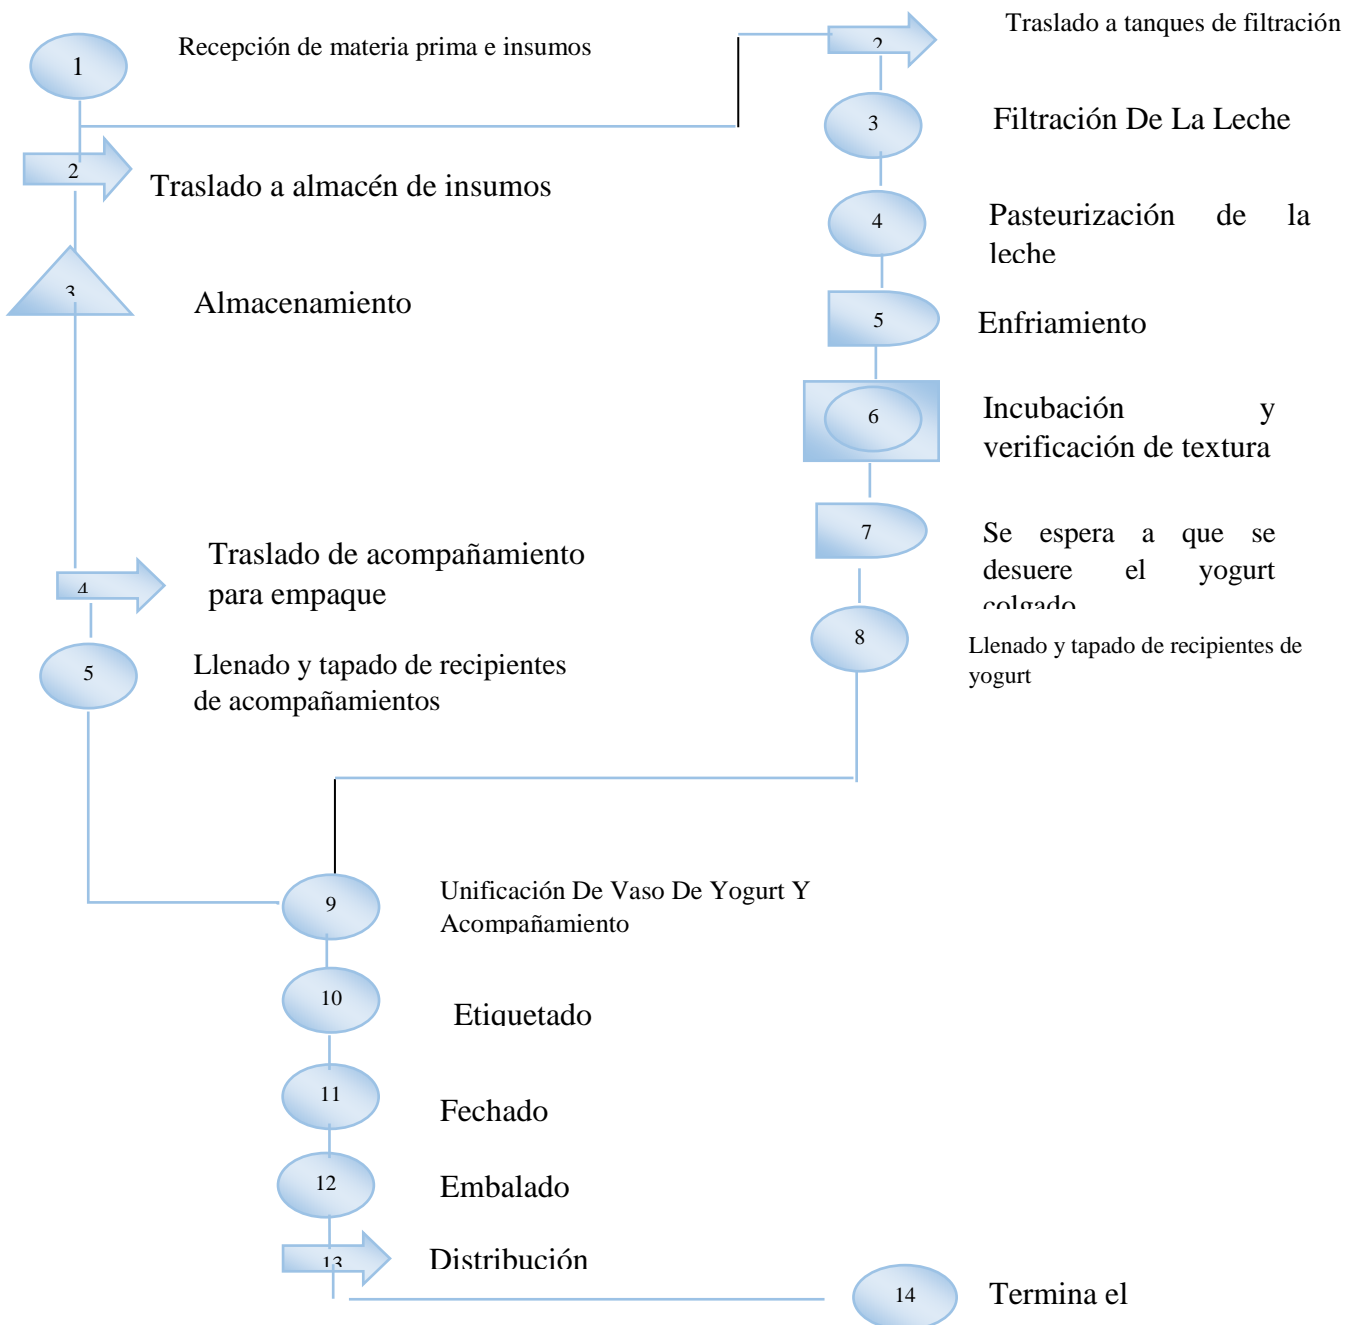 1
Recepción de materia prima e insumos
2
Traslado a almacén de insumos
3
Almacenamiento
4
Traslado de acompañamiento
para empaque
5
Llenado y tapado de recipientes
de acompañamientos
2
Traslado a tanques de filtración
3
Filtración De La Leche
4
Pasteurización de la
leche
5
Enfriamiento
6
Incubación y
verificación de textura
7
Se espera a que se
desuere el yogurt
colgado
8
Llenado y tapado de recipientes de
yogurt
9
Unificación De Vaso De Yogurt Y
Acompañamiento
10
Etiquetado
11
Fechado
12
Embalado
13
Distribución
14
Termina el